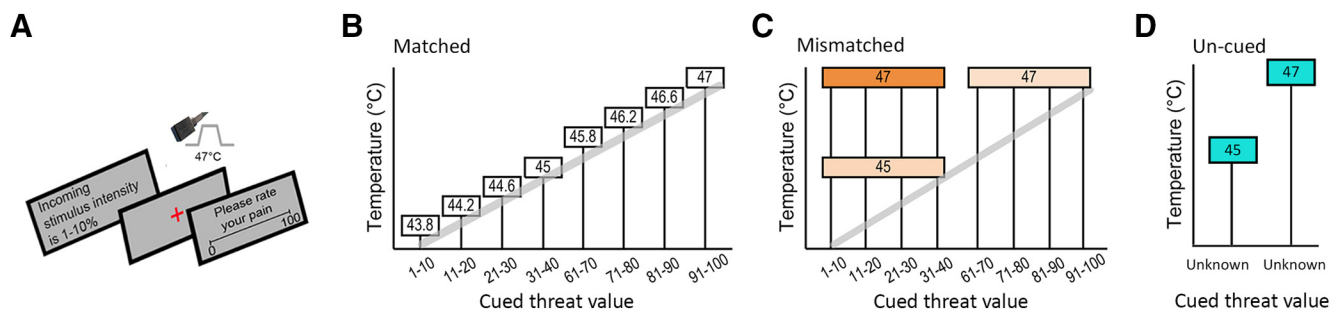 A
Incoming
stimulus intensity
is 1-10%
47°C
+
Please rate
your pain
0
100
B
Matched
Temperature (°C)
43.8
44.2
44.6
45
45.8
46.2
46.6
47
1-10
11-20
21-30
31-40
61-70
71-80
81-90
91-100
Cued threat value
C
Mismatched
Temperature (°C)
47
47
45
1-10
11-20
21-30
31-40
61-70
71-80
81-90
91-100
Cued threat value
D
Un-cued
Temperature (°C)
47
45
Unknown
Unknown
Cued threat value